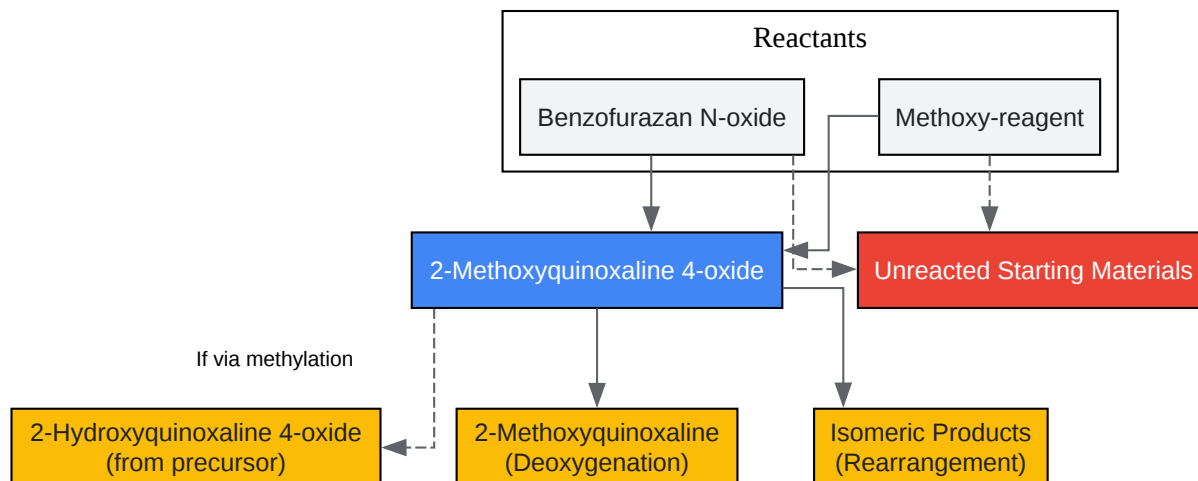 Reactants
Benzofurazan N-oxide
Methoxy-reagent
2-Methoxyquinoxaline 4-oxide
Unreacted Starting Materials
If via methylation
2-Hydroxyquinoxaline 4-oxide
(from precursor)
2-Methoxyquinoxaline
(Deoxygenation)
Isomeric Products
(Rearrangement)